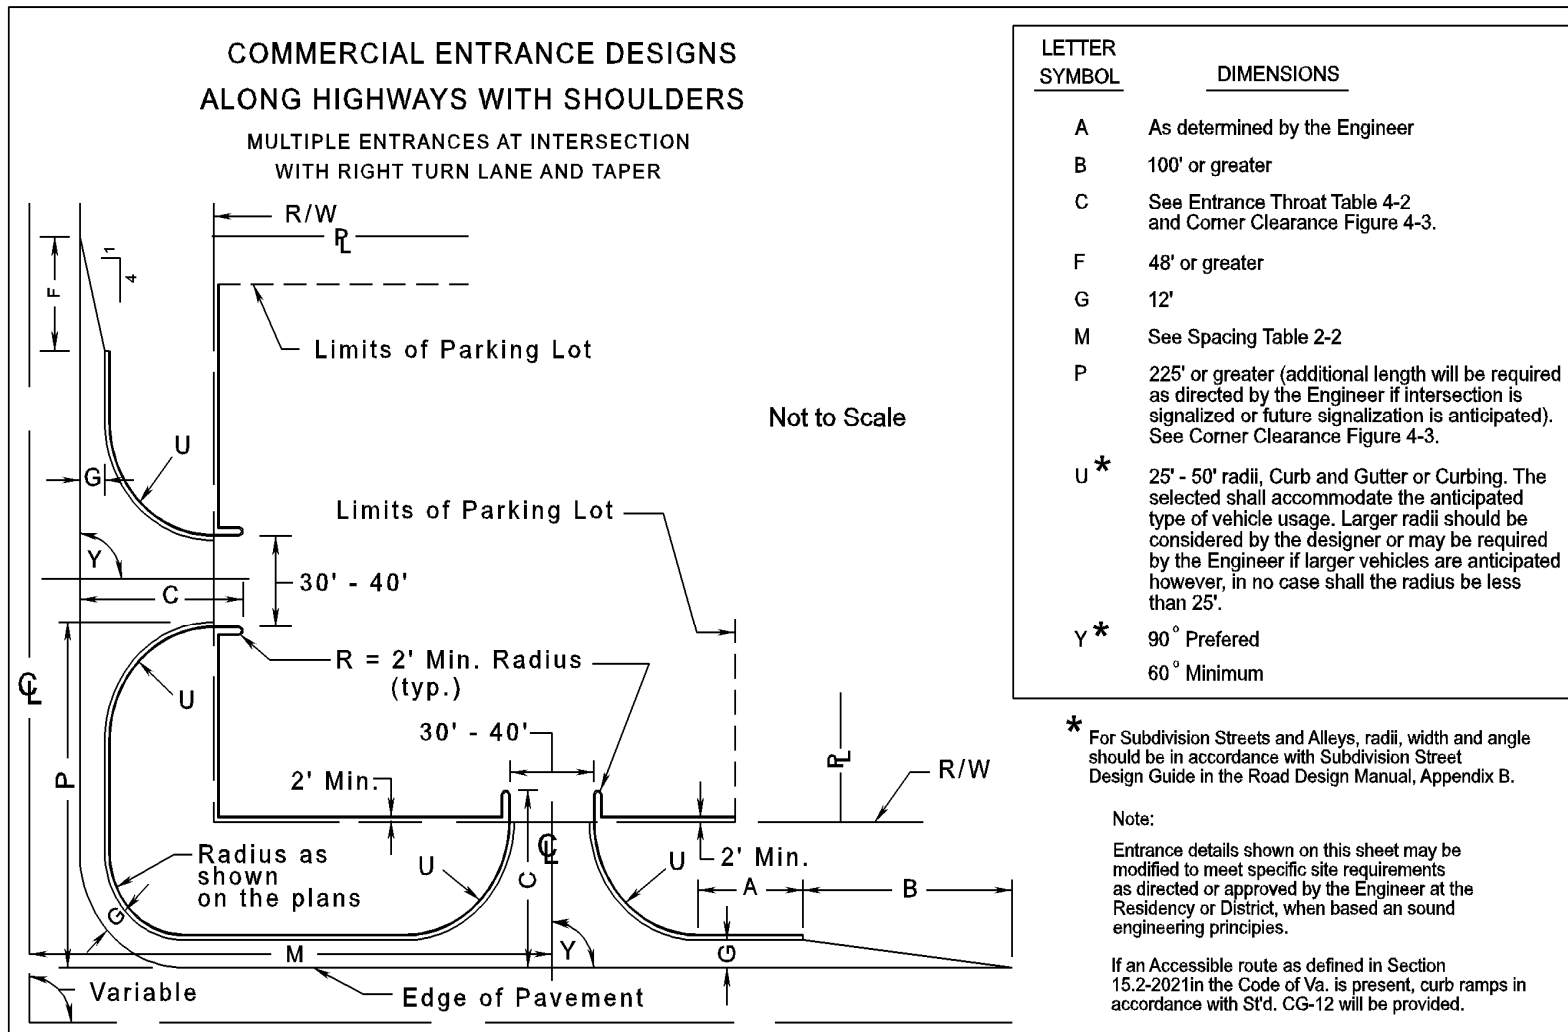 COMMERCIAL ENTRANCE DESIGNS
ALONG HIGHWAYS WITH SHOULDERS
MULTIPLE ENTRANCES AT INTERSECTION
WITH RIGHT TURN LANE AND TAPER
R/W
PL
1
4
F
Limits of Parking Lot
Not to Scale
U
G
Limits of Parking Lot
Y
30' - 40'
C
R = 2' Min. Radius
(typ.)
U
CL
30' - 40'
P
2' Min.
PL
R/W
CL
Radius as
shown
on the plans
U
C
U
2' Min.
A
B
G
M
Y
G
Variable
Edge of Pavement
LETTER
SYMBOL
DIMENSIONS
A As determined by the Engineer
B 100' or greater
C See Entrance Throat Table 4-2
and Corner Clearance Figure 4-3.
F 48' or greater
G 12'
M See Spacing Table 2-2
P 225' or greater (additional length will be required
as directed by the Engineer if intersection is
signalized or future signalization is anticipated).
See Corner Clearance Figure 4-3.
U * 25' - 50' radii, Curb and Gutter or Curbing. The
selected shall accommodate the anticipated
type of vehicle usage. Larger radii should be
considered by the designer or may be required
by the Engineer if larger vehicles are anticipated
however, in no case shall the radius be less
than 25'.
Y * 90° Prefered
60° Minimum
* For Subdivision Streets and Alleys, radii, width and angle
should be in accordance with Subdivision Street
Design Guide in the Road Design Manual, Appendix B.
Note:
Entrance details shown on this sheet may be
modified to meet specific site requirements
as directed or approved by the Engineer at the
Residency or District, when based an sound
engineering principles.
If an Accessible route as defined in Section
15.2-2021in the Code of Va. is present, curb ramps in
accordance with St'd. CG-12 will be provided.